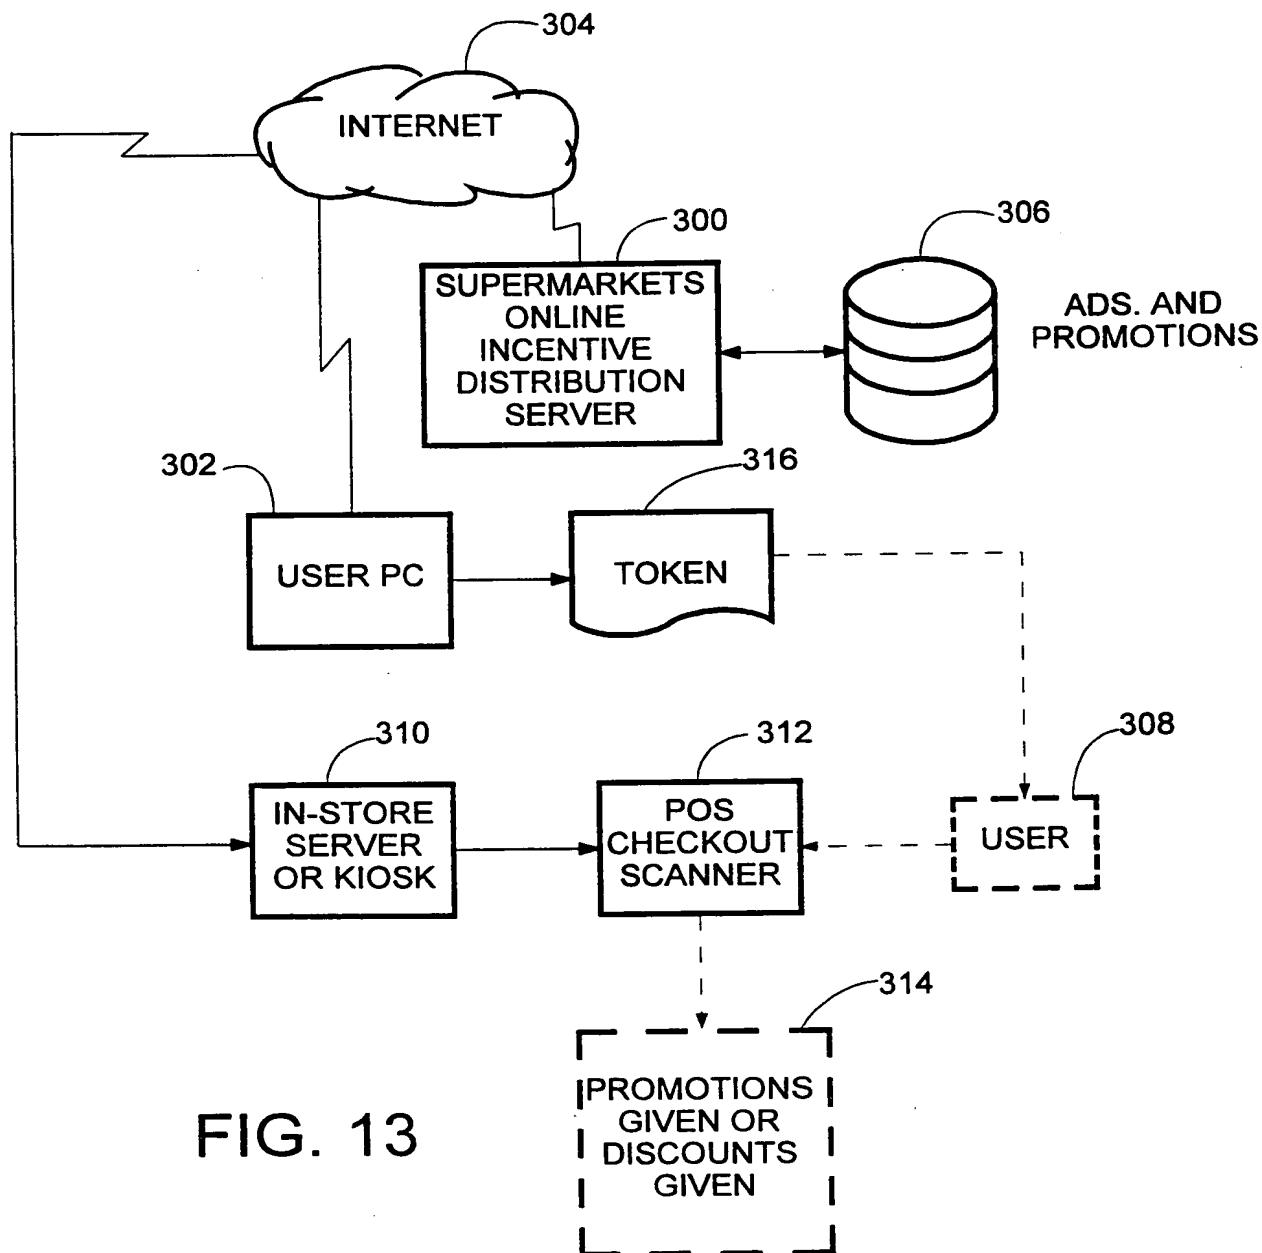 304
INTERNET
300
306
SUPERMARKETS
ONLINE
INCENTIVE
DISTRIBUTION
SERVER
ADS. AND
PROMOTIONS
302
316
USER PC
TOKEN
310
312
308
IN-STORE
SERVER
OR KIOSK
POS
CHECKOUT
SCANNER
USER
314
PROMOTIONS
GIVEN OR
DISCOUNTS
GIVEN
FIG. 13